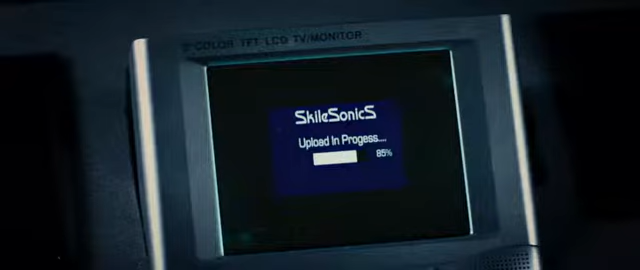 COLOR TFT LCD TV/MONITOR
SkileSonicS
Upload In Progess....
85%